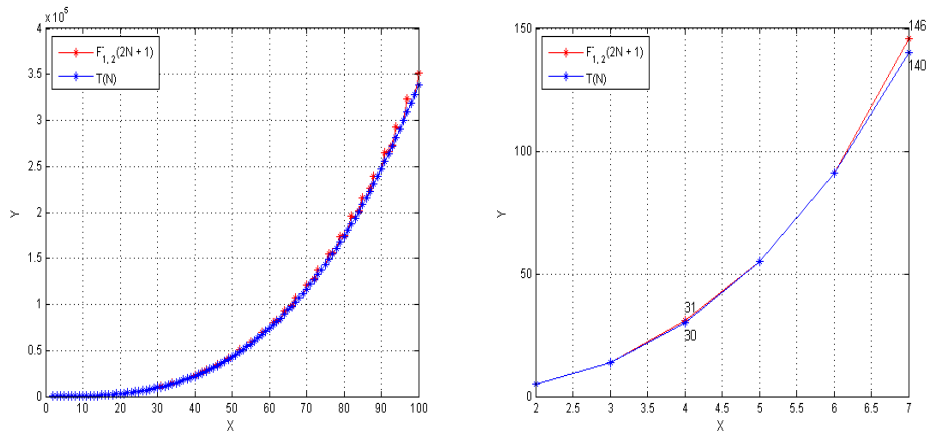 x 10^5
4
3.5
3
2.5
2
1.5
1
0.5
0
Y
F_{1, 2}(2N + 1)
T(N)
0 10 20 30 40 50 60 70 80 90 100
X
150
100
50
0
Y
F_{1, 2}(2N + 1)
T(N)
146
140
31
30
2 2.5 3 3.5 4 4.5 5 5.5 6 6.5 7
X